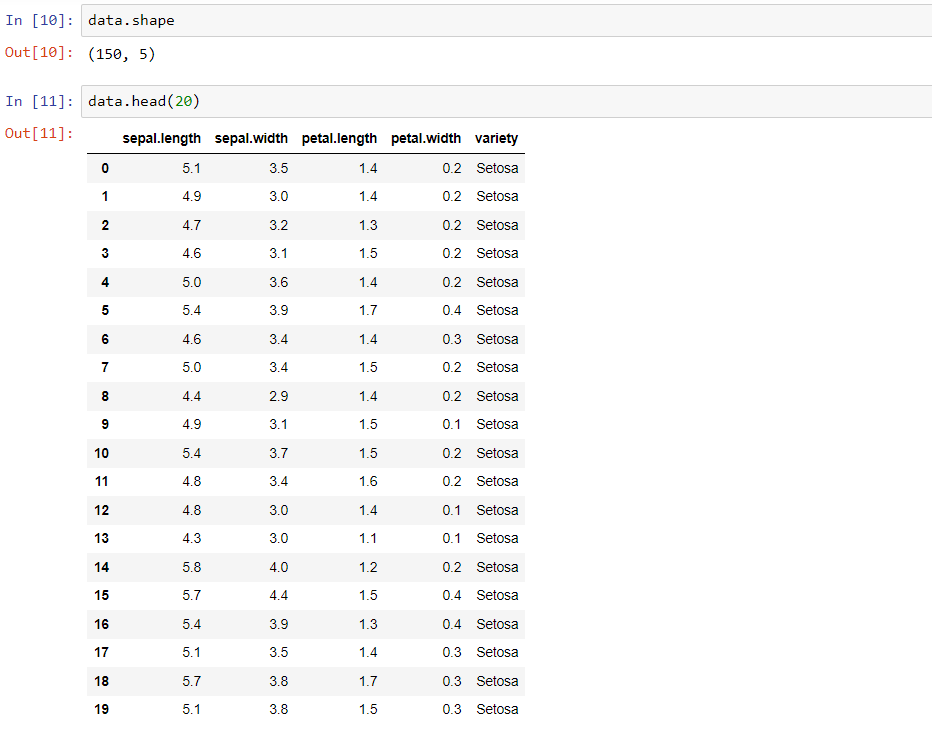 In [10]: data.shape
Out[10]: (150, 5)
In [11]: data.head(20)
Out[11]:
sepal.length sepal.width petal.length petal.width variety
0 5.1 3.5 1.4 0.2 Setosa
1 4.9 3.0 1.4 0.2 Setosa
2 4.7 3.2 1.3 0.2 Setosa
3 4.6 3.1 1.5 0.2 Setosa
4 5.0 3.6 1.4 0.2 Setosa
5 5.4 3.9 1.7 0.4 Setosa
6 4.6 3.4 1.4 0.3 Setosa
7 5.0 3.4 1.5 0.2 Setosa
8 4.4 2.9 1.4 0.2 Setosa
9 4.9 3.1 1.5 0.1 Setosa
10 5.4 3.7 1.5 0.2 Setosa
11 4.8 3.4 1.6 0.2 Setosa
12 4.8 3.0 1.4 0.1 Setosa
13 4.3 3.0 1.1 0.1 Setosa
14 5.8 4.0 1.2 0.2 Setosa
15 5.7 4.4 1.5 0.4 Setosa
16 5.4 3.9 1.3 0.4 Setosa
17 5.1 3.5 1.4 0.3 Setosa
18 5.7 3.8 1.7 0.3 Setosa
19 5.1 3.8 1.5 0.3 Setosa